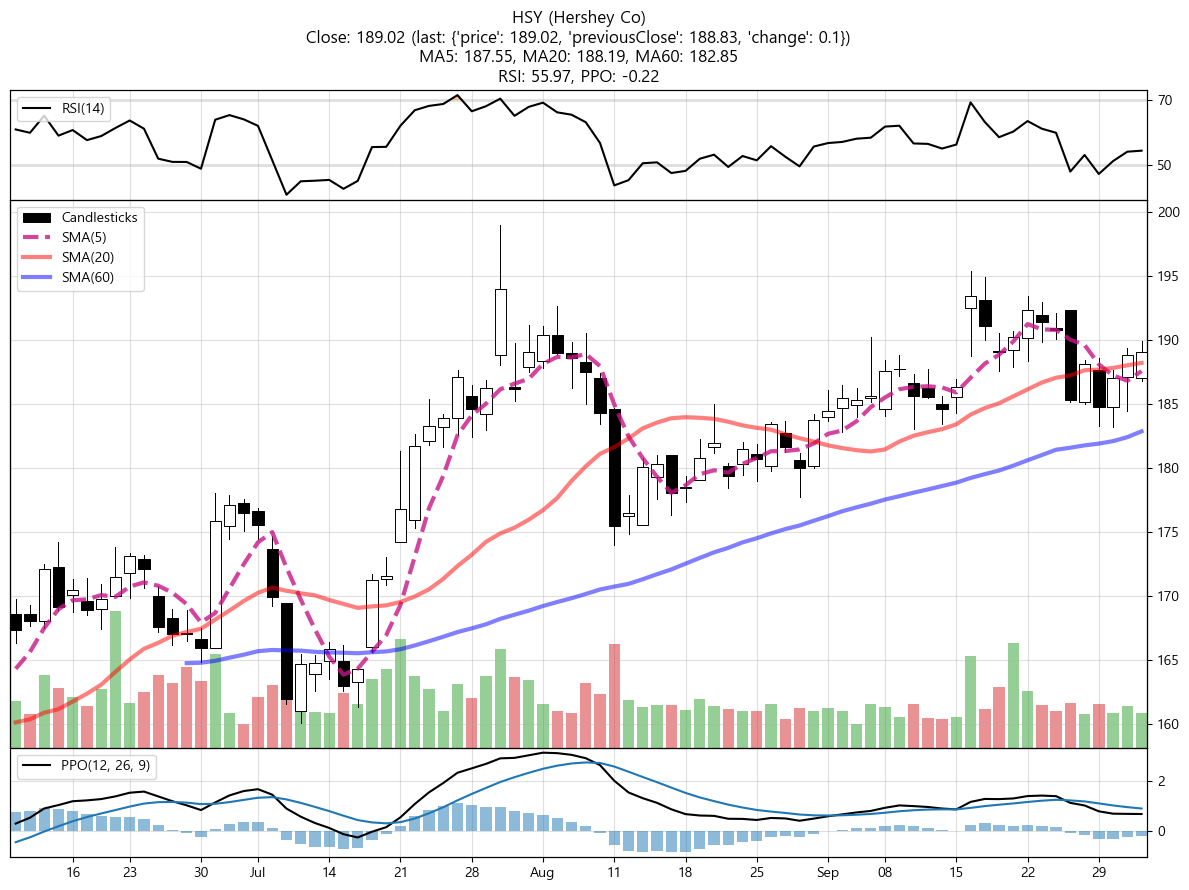 HSY (Hershey Co)
Close: 189.02 (last: {'price': 189.02, 'previousClose': 188.83, 'change': 0.1})
MA5: 187.55, MA20: 188.19, MA60: 182.85
RSI: 55.97, PPO: -0.22
RSI(14)
70
50
Candlesticks
SMA(5)
SMA(20)
SMA(60)
200
195
190
185
180
175
170
165
160
PPO(12, 26, 9)
2
0
16 23 30 Jul 14 21 28 Aug 11 18 25 Sep 08 15 22 29